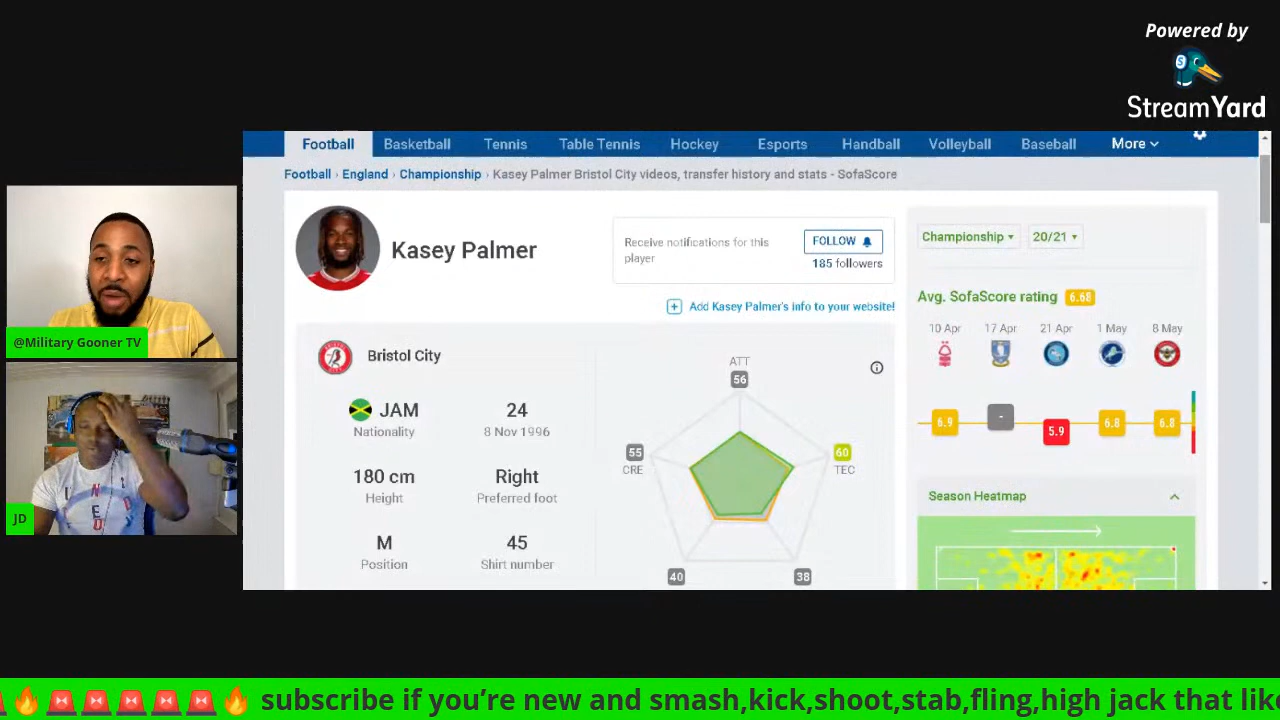 Powered by
StreamYard
Football Basketball Tennis Table Tennis Hockey Esports Handball Volleyball Baseball More
Football › England › Championship › Kasey Palmer Bristol City videos, transfer history and stats - SofaScore
Kasey Palmer
Receive notifications for this
player
FOLLOW
185 followers
+ Add Kasey Palmer's info to your website!
Bristol City
JAM
Nationality
24
8 Nov 1996
180 cm
Height
Right
Preferred foot
M
Position
45
Shirt number
ATT
56
55
CRE
60
TEC
40
38
Championship
20/21
Avg. SofaScore rating 6.68
10 Apr 17 Apr 21 Apr 1 May 8 May
6.9 - 5.9 6.8 6.8
Season Heatmap
@Military Gooner TV
JD
subscribe if you’re new and smash,kick,shoot,stab,fling,high jack that like